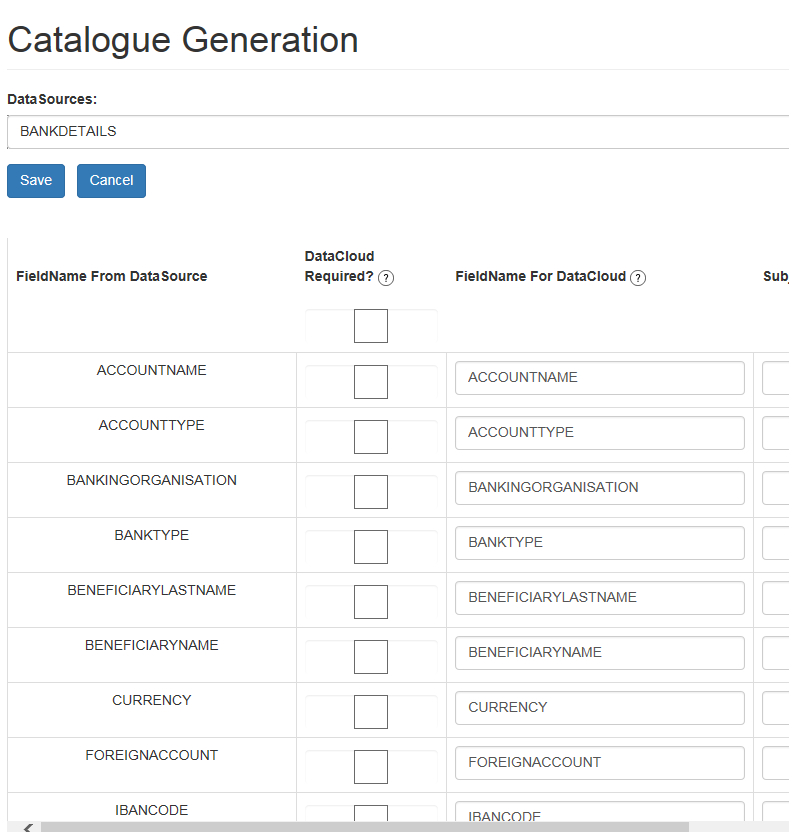 Catalogue Generation
DataSources:
BANKDETAILS
Save Cancel
DataCloud
FieldName From DataSource Required? ? FieldName For DataCloud ? Sub
ACCOUNTNAME ACCOUNTNAME
ACCOUNTTYPE ACCOUNTTYPE
BANKINGORGANISATION BANKINGORGANISATION
BANKTYPE BANKTYPE
BENEFICIARYLASTNAME BENEFICIARYLASTNAME
BENEFICIARYNAME BENEFICIARYNAME
CURRENCY CURRENCY
FOREIGNACCOUNT FOREIGNACCOUNT
IBANCODE IBANCODE